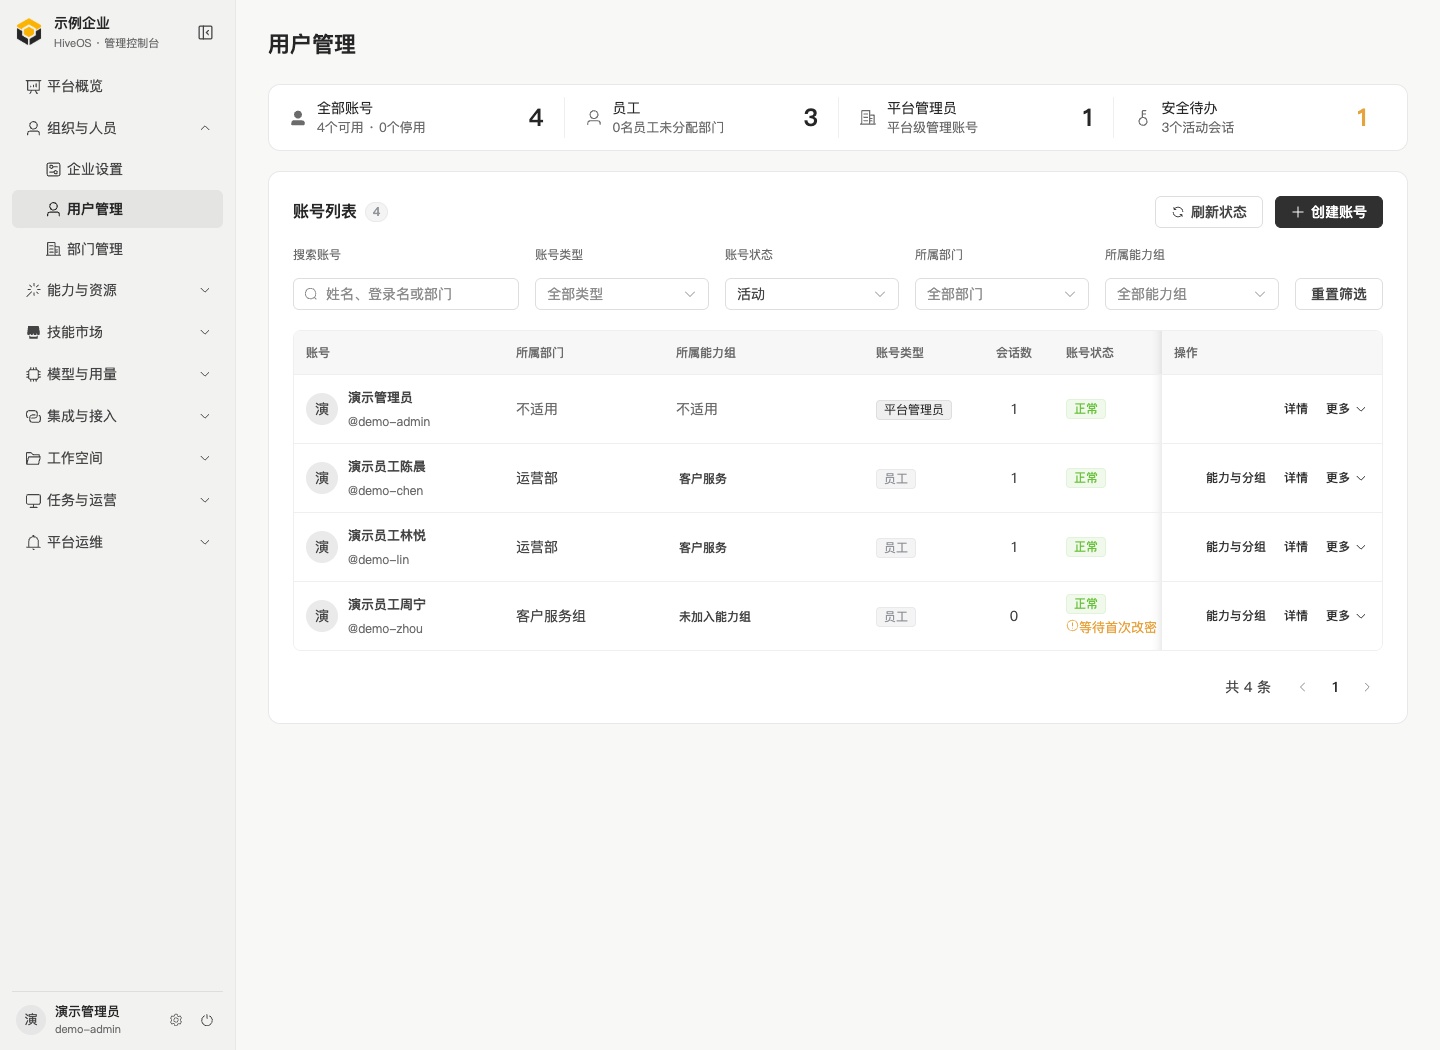 示例企业
HiveOS · 管理控制台
平台概览
组织与人员
企业设置
用户管理
部门管理
能力与资源
技能市场
模型与用量
集成与接入
工作空间
任务与运营
平台运维
演
演示管理员
demo-admin
用户管理
全部账号
4个可用 · 0个停用
4
员工
0名员工未分配部门
3
平台管理员
平台级管理账号
1
安全待办
3个活动会话
1
账号列表 4
刷新状态
创建账号
搜索账号 账号类型 账号状态 所属部门 所属能力组
姓名、登录名或部门 全部类型 活动 全部部门 全部能力组 重置筛选
账号 所属部门 所属能力组 账号类型 会话数 账号状态 操作
演 演示管理员 不适用 不适用 平台管理员 1 正常 详情 更多
@demo-admin
演 演示员工陈晨 运营部 客户服务 员工 1 正常 能力与分组 详情 更多
@demo-chen
演 演示员工林悦 运营部 客户服务 员工 1 正常 能力与分组 详情 更多
@demo-lin
演 演示员工周宁 客户服务组 未加入能力组 员工 0 正常 能力与分组 详情 更多
@demo-zhou 等待首次改密
共 4 条 1